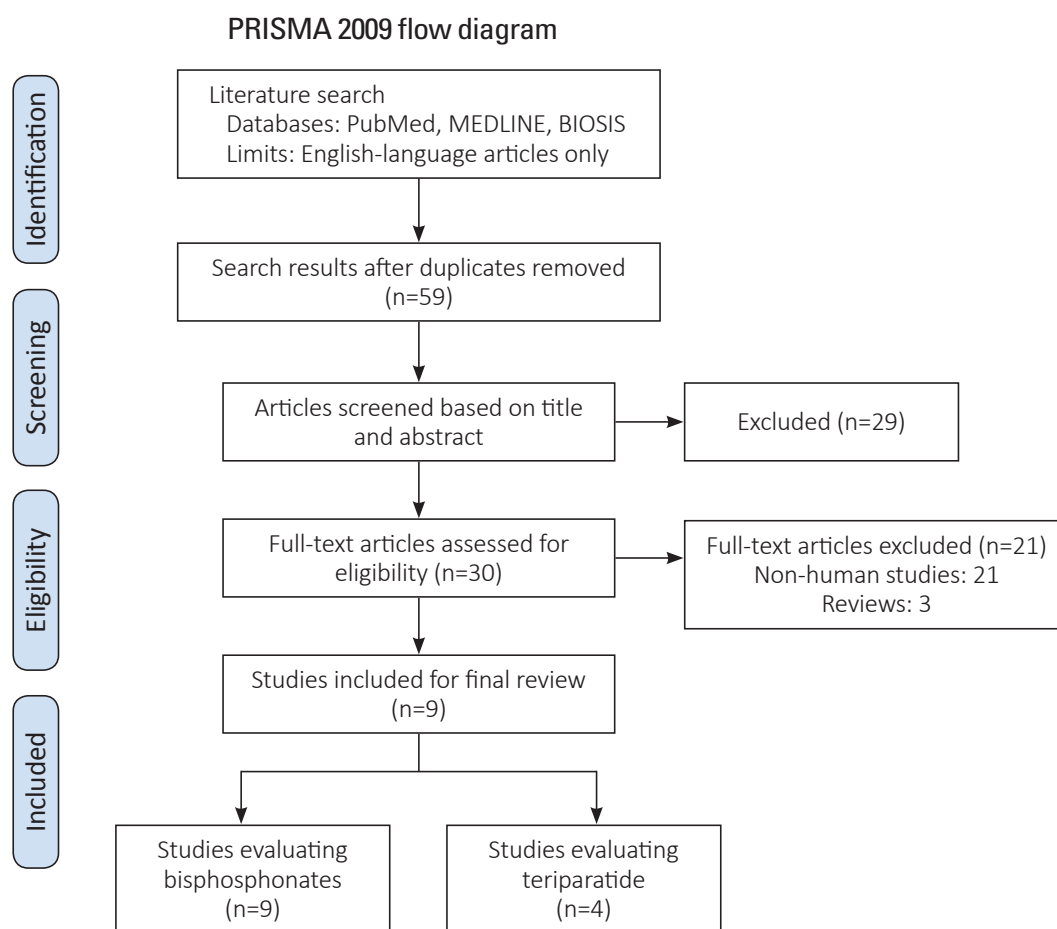 PRISMA 2009 flow diagram
Identification
Literature search
Databases: PubMed, MEDLINE, BIOSIS
Limits: English-language articles only
Search results after duplicates removed
(n=59)
Screening
Articles screened based on title
and abstract
Excluded (n=29)
Eligibility
Full-text articles assessed for
eligibility (n=30)
Full-text articles excluded (n=21)
Non-human studies: 21
Reviews: 3
Included
Studies included for final review
(n=9)
Studies evaluating
bisphosphonates
(n=9)
Studies evaluating
teriparatide
(n=4)